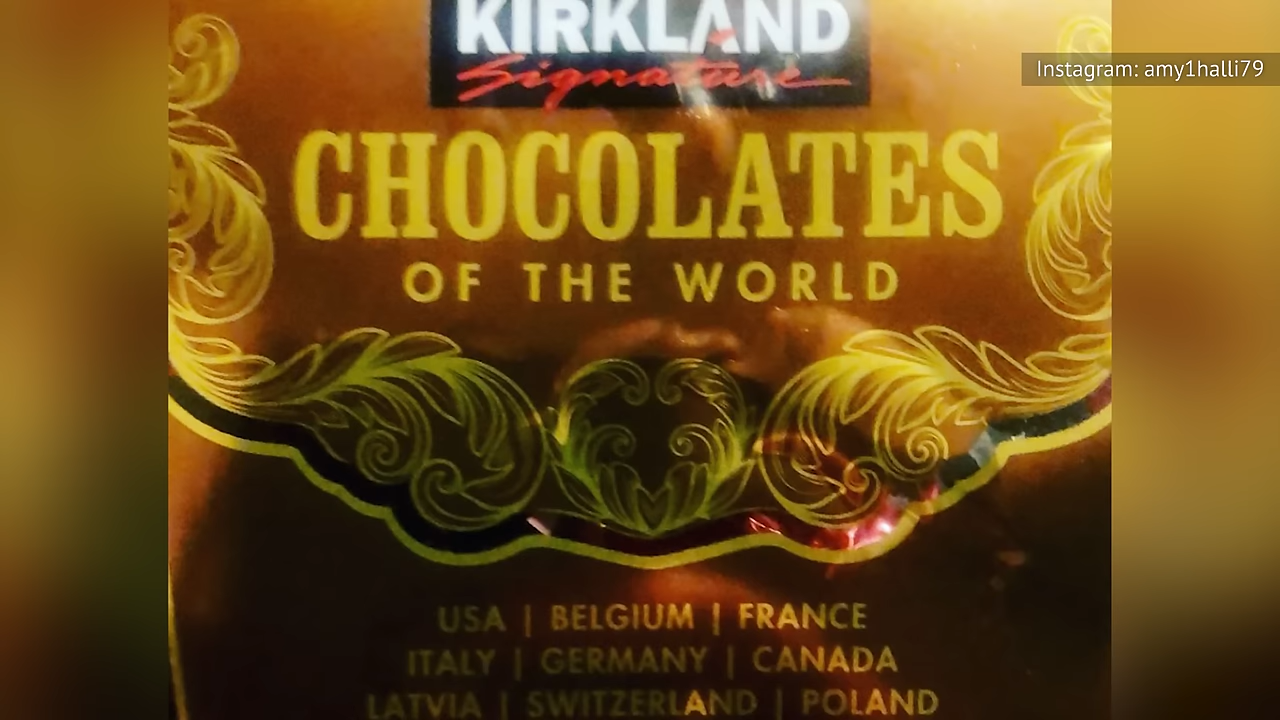 KIRKLAND
Signature
Instagram: amy1halli79
CHOCOLATES
OF THE WORLD
USA | BELGIUM | FRANCE
ITALY | GERMANY | CANADA
LATVIA | SWITZERLAND | POLAND